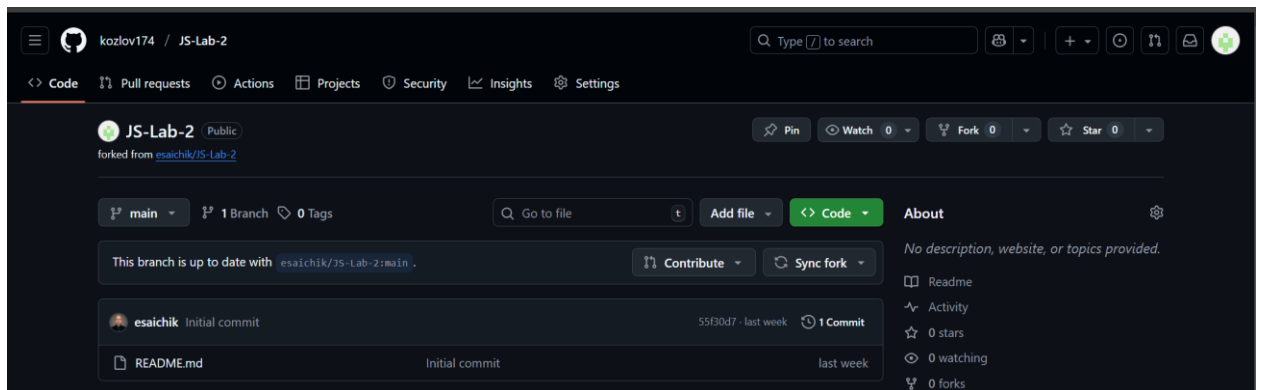 kozlov174 / JS-Lab-2
Type / to search
Code Pull requests Actions Projects Security Insights Settings
JS-Lab-2 Public
Pin Watch 0 Fork 0 Star 0
forked from esaichik/JS-Lab-2
main 1 Branch 0 Tags
Go to file t
Add file Code
About
No description, website, or topics provided.
This branch is up to date with esaichik/JS-Lab-2:main .
Contribute Sync fork
Readme
Activity
esaichik Initial commit 55f30d7 · last week 1 Commit
0 stars
README.md Initial commit last week
0 watching
0 forks